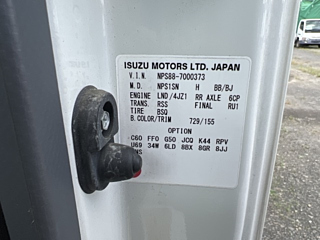 ISUZU MOTORS LTD. JAPAN
V.I.N. NPS88-7000373
M.D. NPS1SN H BB/BJ
ENGINE LND /4JZ1 RR AXLE 6CP
TRANS. RSS FINAL RU1
TIRE BSQ
B.COLOR/TRIM 729/155
OPTION
C60 FF0 G50 JCQ K44 RPV
U69 34W 6LD 8BX 8GR 8JJ